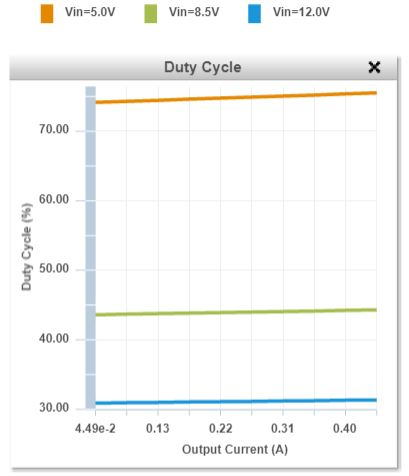 Vin=5.0V Vin=8.5V Vin=12.0V
Duty Cycle
Duty Cycle (%)
70.00
60.00
50.00
40.00
30.00
4.49e-2 0.13 0.22 0.31 0.40
Output Current (A)